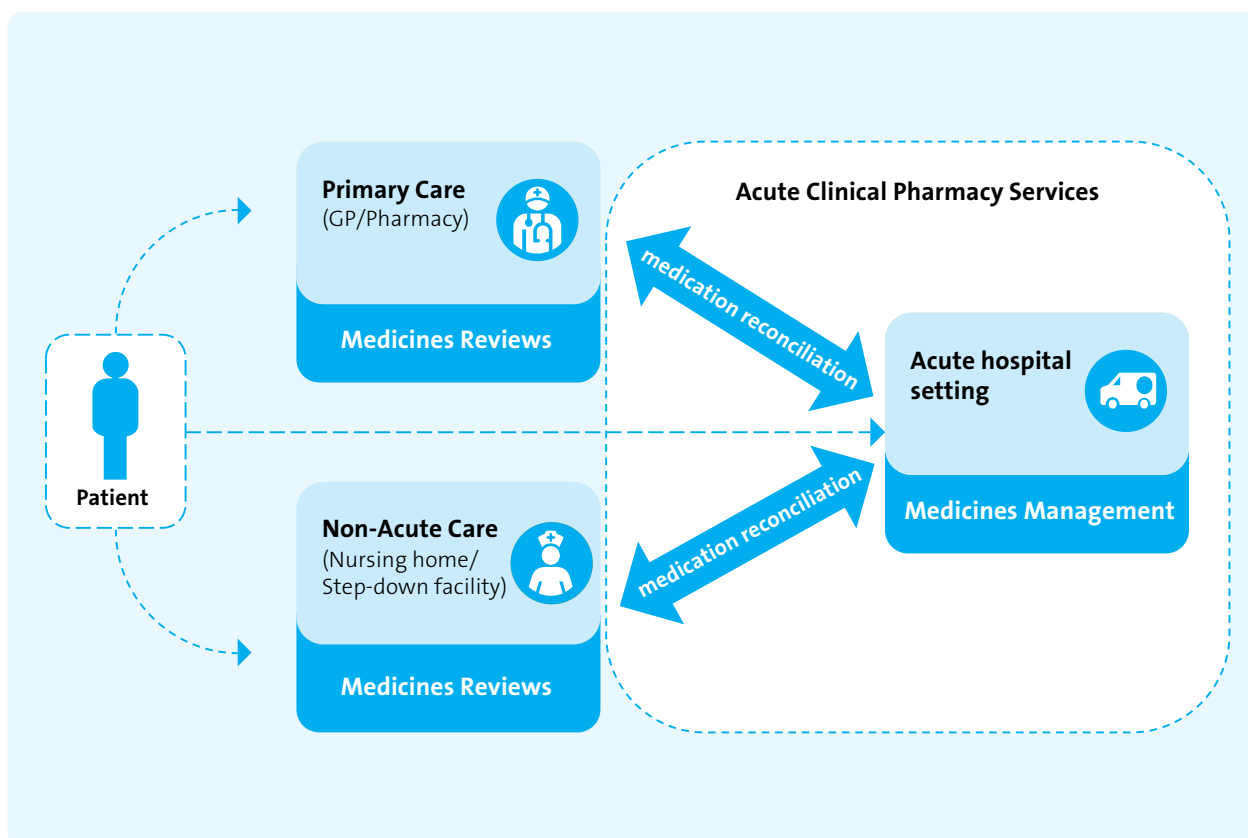 Primary Care
(GP/Pharmacy)
Medicines Reviews
Acute Clinical Pharmacy Services
medication reconciliation
Acute hospital
setting
Medicines Management
Patient
Non-Acute Care
(Nursing home/
Step-down facility)
Medicines Reviews
medication reconciliation